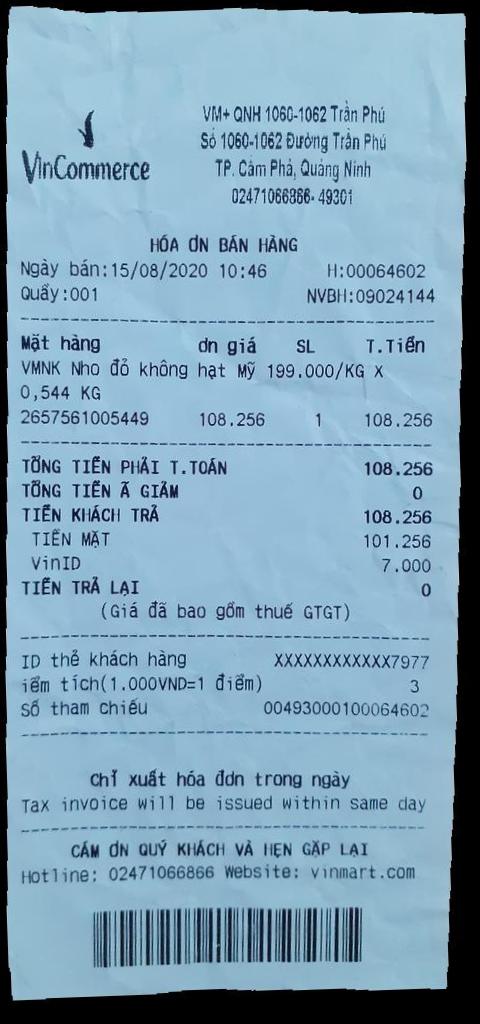 VinCommerce
VM+ QNH 1060-1062 Trần Phú
Số 1060-1062 Đường Trần Phú
TP. Cẩm Phả, Quảng Ninh
02471066866- 49301
HÓA ƠN BÁN HÀNG
Ngày bán:15/08/2020 10:46 H:00064602
Quầy:001 NVBH:09024144
Mặt hàng ơn giá SL T.Tiền
VMNK Nho đỏ không hạt Mỹ 199.000/KG X
0,544 KG
2657561005449 108.256 1 108.256
TỔNG TIỀN PHẢI T.TOÁN 108.256
TỔNG TIỀN Ã GIẢM 0
TIỀN KHÁCH TRẢ 108.256
TIỀN MẶT 101.256
VinID 7.000
TIỀN TRẢ LẠI 0
(Giá đã bao gồm thuế GTGT)
ID thẻ khách hàng XXXXXXXXXXXX7977
iểm tích(1.000VND=1 điểm) 3
Số tham chiếu 00493000100064602
Chỉ xuất hóa đơn trong ngày
Tax invoice will be issued within same day
CẢM ƠN QUÝ KHÁCH VÀ HẸN GẶP LẠI
Hotline: 02471066866 Website: vinmart.com